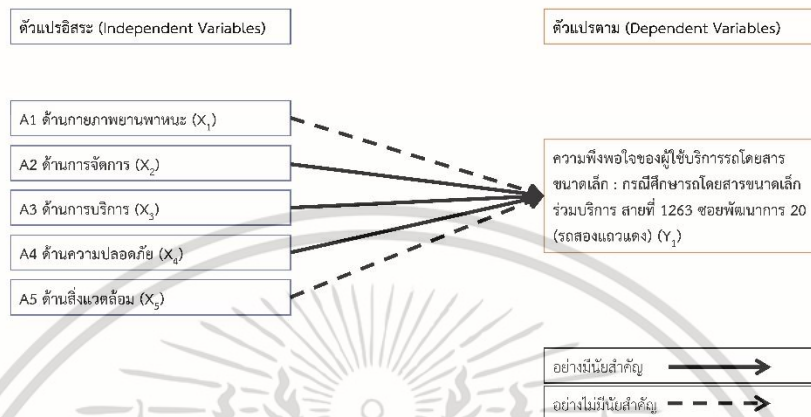 ตัวแปรอิสระ (Independent Variables)
ตัวแปรตาม (Dependent Variables)
A1 ด้านกายภาพยานพาหนะ (X₁)
A2 ด้านการจัดการ (X₂)
A3 ด้านการบริการ (X₃)
A4 ด้านความปลอดภัย (X₄)
A5 ด้านสิ่งแวดล้อม (X₅)
ความพึงพอใจของผู้ใช้บริการรถโดยสาร
ขนาดเล็ก : กรณีศึกษารถโดยสารขนาดเล็ก
ร่วมบริการ สายที่ 1263 ซอยพัฒนาการ 20
(รถสองแถวแดง) (Y₁)
อย่างมีนัยสำคัญ
อย่างไม่มีนัยสำคัญ